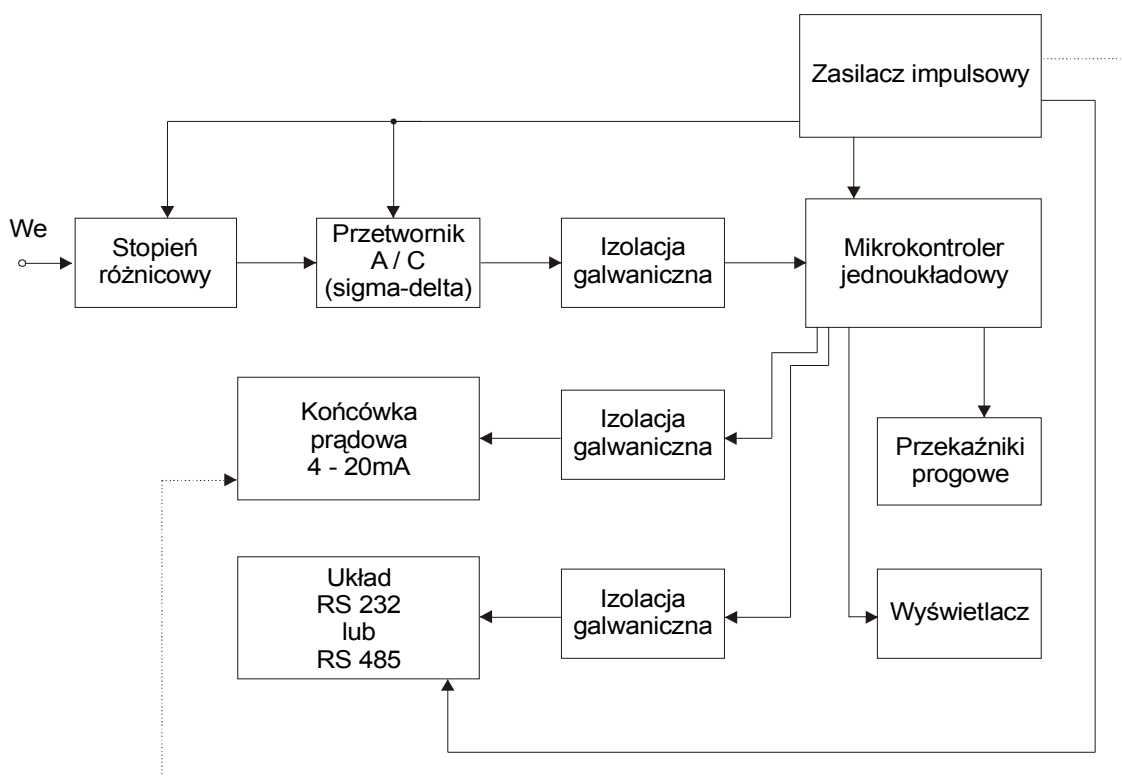 Zasilacz impulsowy
We
Stopień
różnicowy
Przetwornik
A / C
(sigma-delta)
Izolacja
galwaniczna
Mikrokontroler
jednoukładowy
Końcówka
prądowa
4 - 20mA
Izolacja
galwaniczna
Przekaźniki
progowe
Układ
RS 232
lub
RS 485
Izolacja
galwaniczna
Wyświetlacz